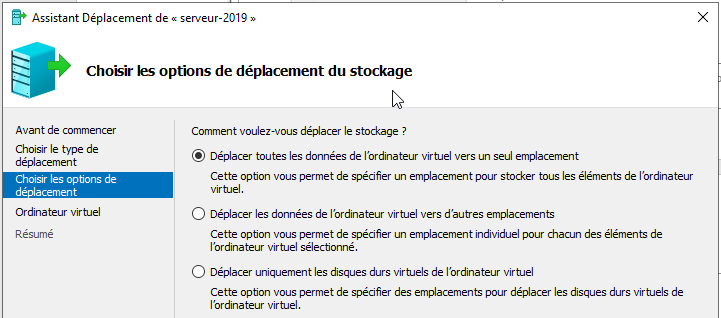 Assistant Déplacement de « serveur-2019 »
Choisir les options de déplacement du stockage
Avant de commencer
Choisir le type de
déplacement
Choisir les options de
déplacement
Ordinateur virtuel
Résumé
Comment voulez-vous déplacer le stockage ?
Déplacer toutes les données de l'ordinateur virtuel vers un seul emplacement
Cette option vous permet de spécifier un emplacement pour stocker tous les éléments de l'ordinateur
virtuel.
Déplacer les données de l'ordinateur virtuel vers d'autres emplacements
Cette option vous permet de spécifier un emplacement individuel pour chacun des éléments de
l'ordinateur virtuel sélectionné.
Déplacer uniquement les disques durs virtuels de l'ordinateur virtuel
Cette option vous permet de spécifier des emplacements pour déplacer les disques durs virtuels de
l'ordinateur virtuel.